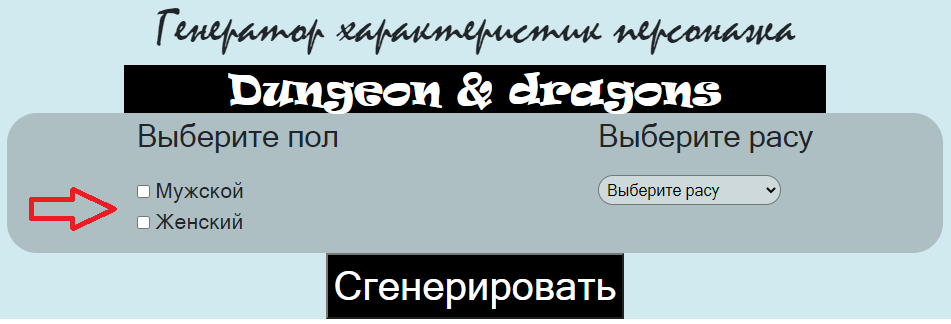 Генератор характеристик персонажа
Dungeon & dragons
Выберите пол
Выберите расу
Мужской
Выберите расу
Женский
Сгенерировать